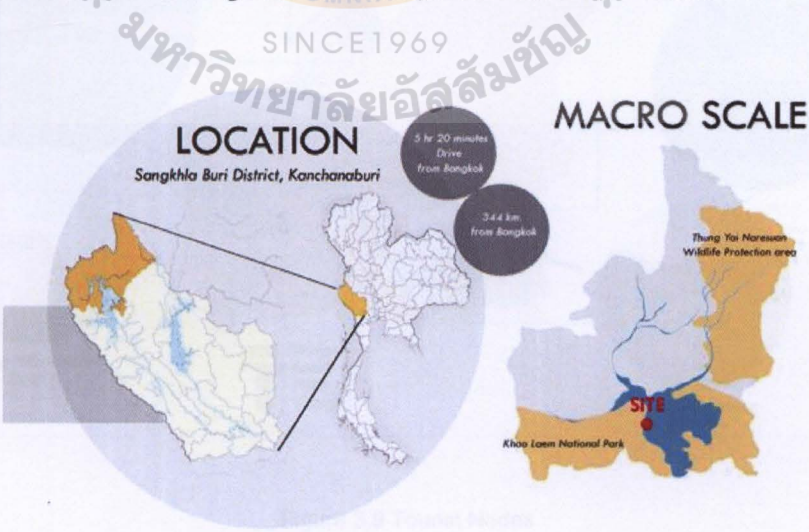 SINCE1969
มหาวิทยาลัยอัสสัมชัญ
LOCATION
Sangkhla Buri District, Kanchanaburi
5 hr 20 minutes
Drive
from Bangkok
344 km.
from Bangkok
MACRO SCALE
Thung Yai Naresuan
Wildlife Protection area
SITE
Khao Laem National Park